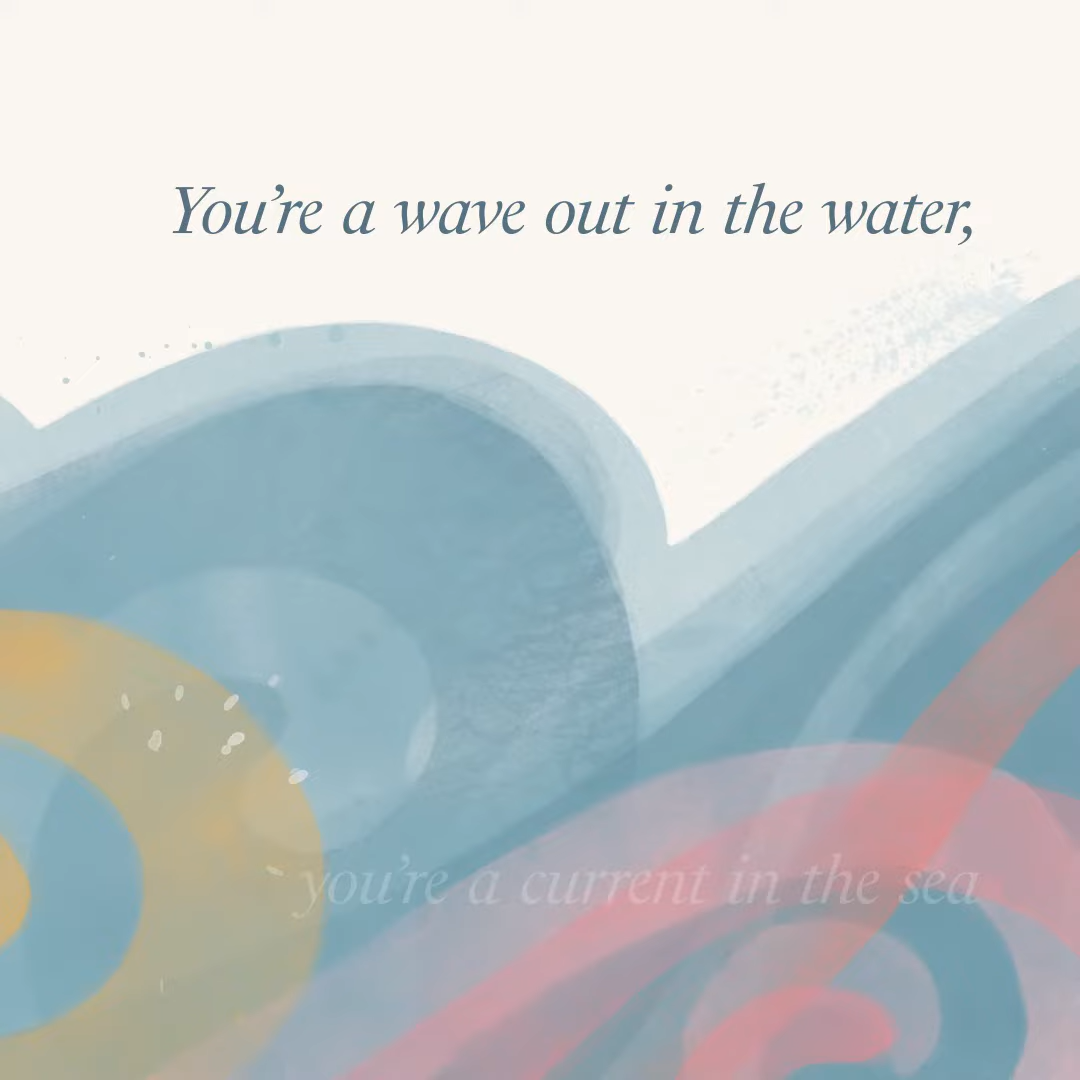 You’re a wave out in the water,
you’re a current in the sea